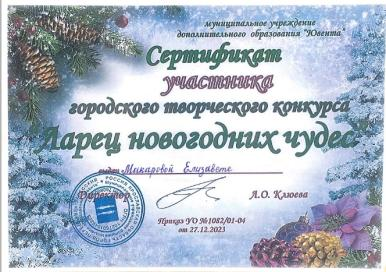 муниципальное учреждение
дополнительного образования "Ювента"
Сертификат
участника
городского творческого конкурса
"Ларец новогодних чудес"
выдан Макаровой Елизавете
Директор А.О. Клюева
Приказ УО №1082/01-04
от 27.12.2023